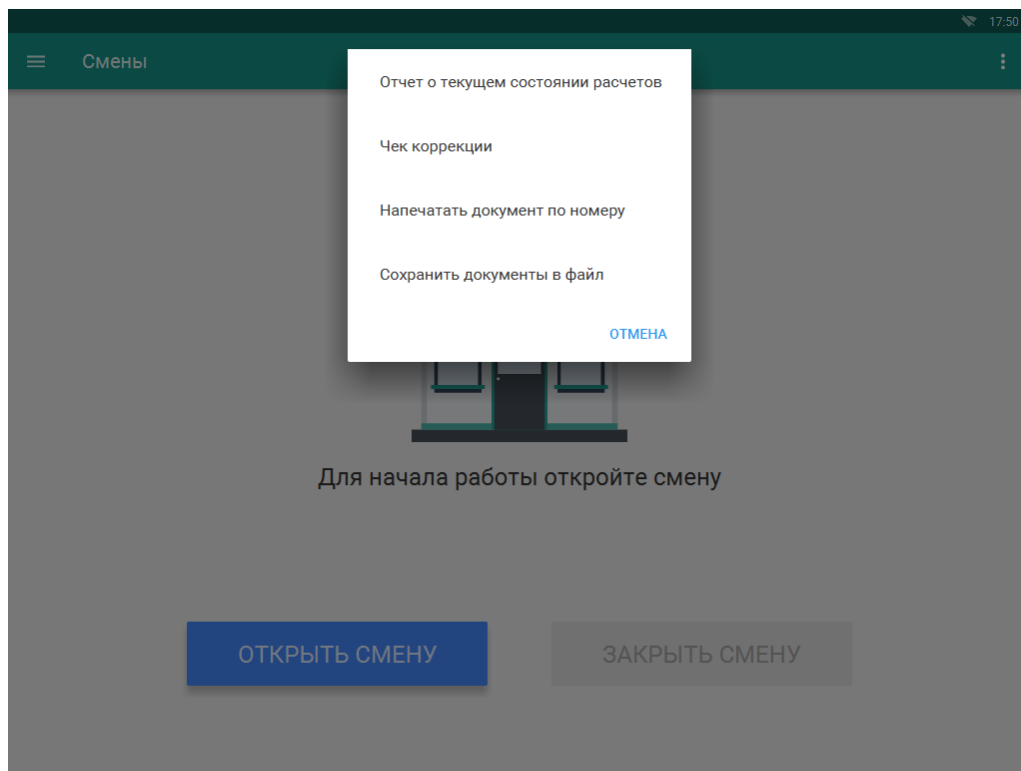 17:50
Смены
Отчет о текущем состоянии расчетов
Чек коррекции
Напечатать документ по номеру
Сохранить документы в файл
ОТМЕНА
Для начала работы откройте смену
ОТКРЫТЬ СМЕНУ
ЗАКРЫТЬ СМЕНУ